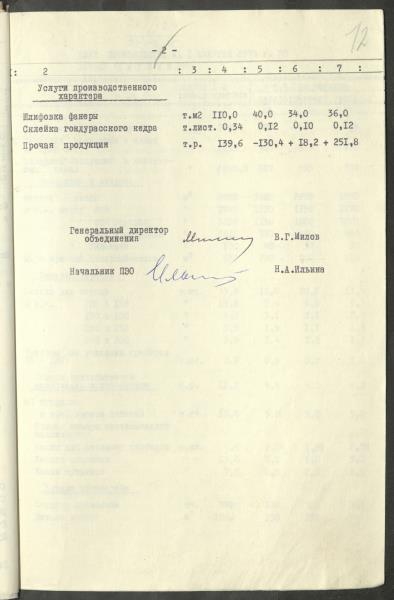 - 2 -
12
: 2 : 3 : 4 : 5 : 6 : 7 :
Услуги производственного
характера
Шлифовка фанеры т.м2 110,0 40,0 34,0 36,0
Склейка гондурасского кедра т.лист. 0,34 0,12 0,10 0,12
Прочая продукция т.р. 139,6 -130,4 + 18,2 + 251,8
Генеральный директор
объединения В.Г.Милов
Начальник ПЭО Н.А.Ильина